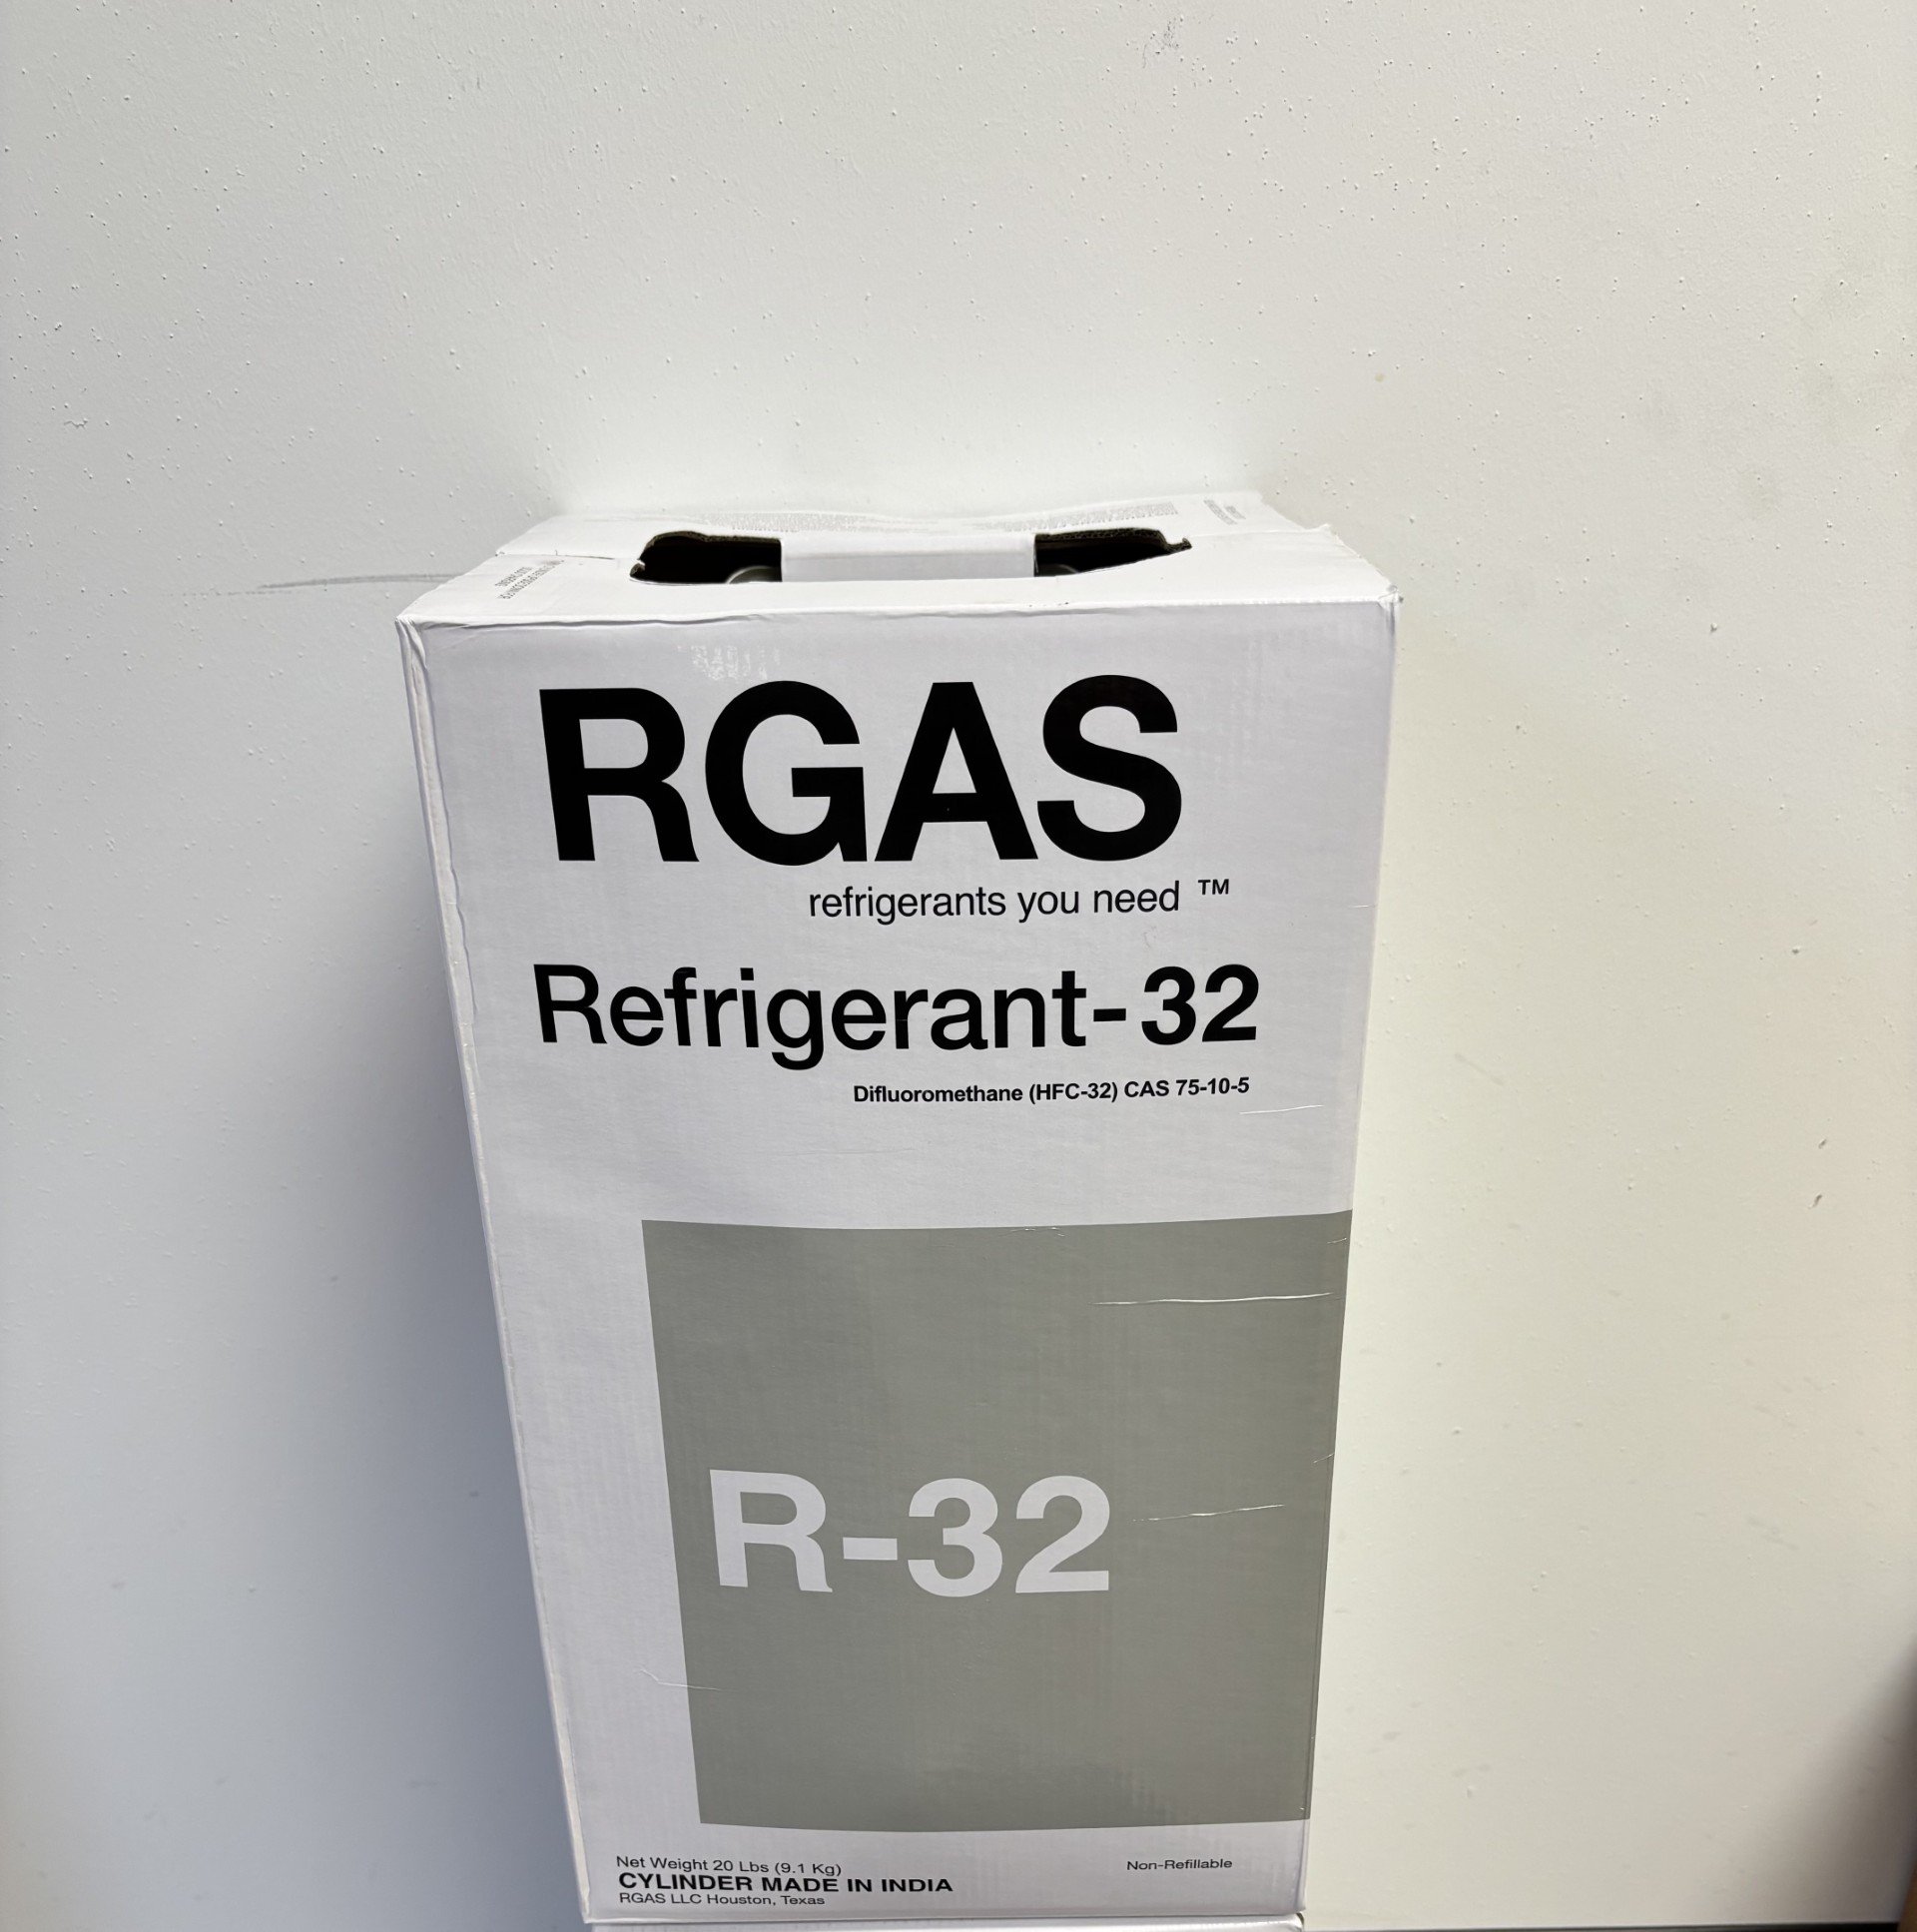 RGAS
refrigerants you need ™
Refrigerant-32
Difluoromethane (HFC-32) CAS 75-10-5
R-32
Net Weight 20 Lbs (9.1 Kg)
CYLINDER MADE IN INDIA
RGAS LLC Houston, Texas
Non-Refillable